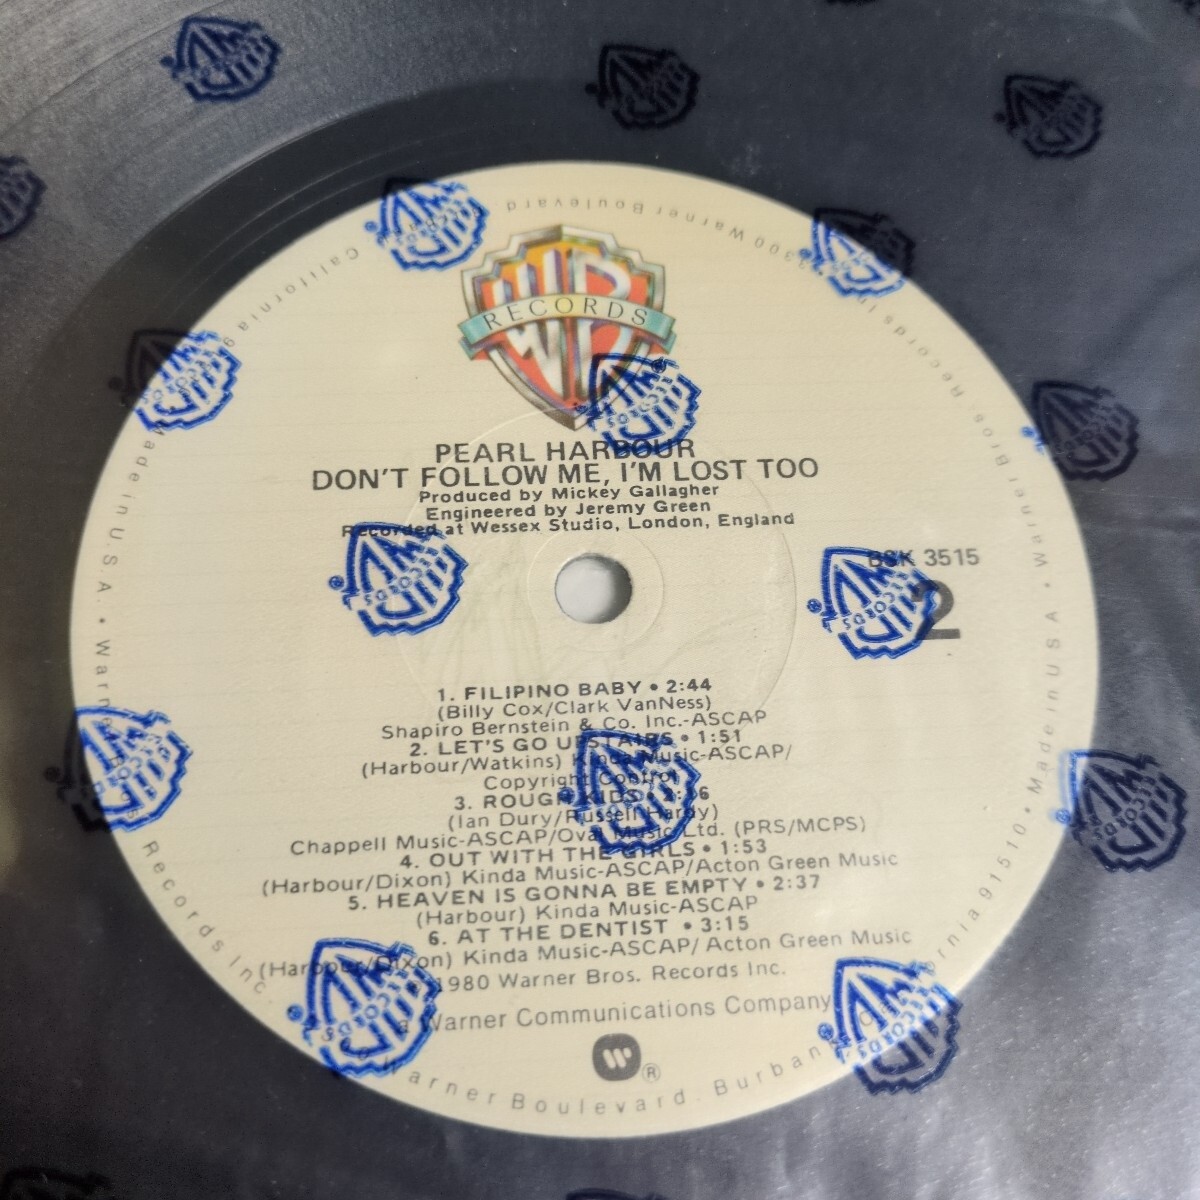 RECORDS
PEARL HARBOUR
DON'T FOLLOW ME, I'M LOST TOO
Produced by Mickey Gallagher
Engineered by Jeremy Green
Recorded at Wessex Studio, London, England
BSK 3515
2
1. FILIPINO BABY • 2:44
(Billy Cox/Clark VanNess)
Shapiro Bernstein & Co. Inc.-ASCAP
2. LET'S GO UPSTAIRS • 1:51
(Harbour/Watkins) Kinda Music-ASCAP/
Copyright Control
3. ROUGH KIDS •
(Ian Dury/Russell Hardy)
Chappell Music-ASCAP/Oval Music Ltd. (PRS/MCPS)
4. OUT WITH THE GIRLS • 1:53
(Harbour/Dixon) Kinda Music-ASCAP/Acton Green Music
5. HEAVEN IS GONNA BE EMPTY • 2:37
(Harbour) Kinda Music-ASCAP
6. AT THE DENTIST • 3:15
(Harbour/Dixon) Kinda Music-ASCAP/ Acton Green Music
1980 Warner Bros. Records Inc.
a Warner Communications Company
®
Made in U.S.A. • Warner Bros. Records Inc. Warner Boulevard. Burbank. California 91510 • Made in U S A • Warner Bros. Records Inc. 3300 Warner Boulevard California